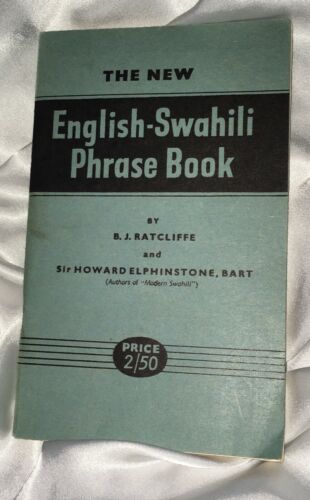 THE NEW
English-Swahili
Phrase Book
BY
B. J. RATCLIFFE
and
Sir HOWARD ELPHINSTONE, BART
(Authors of "Modern Swahili")
PRICE
2/50